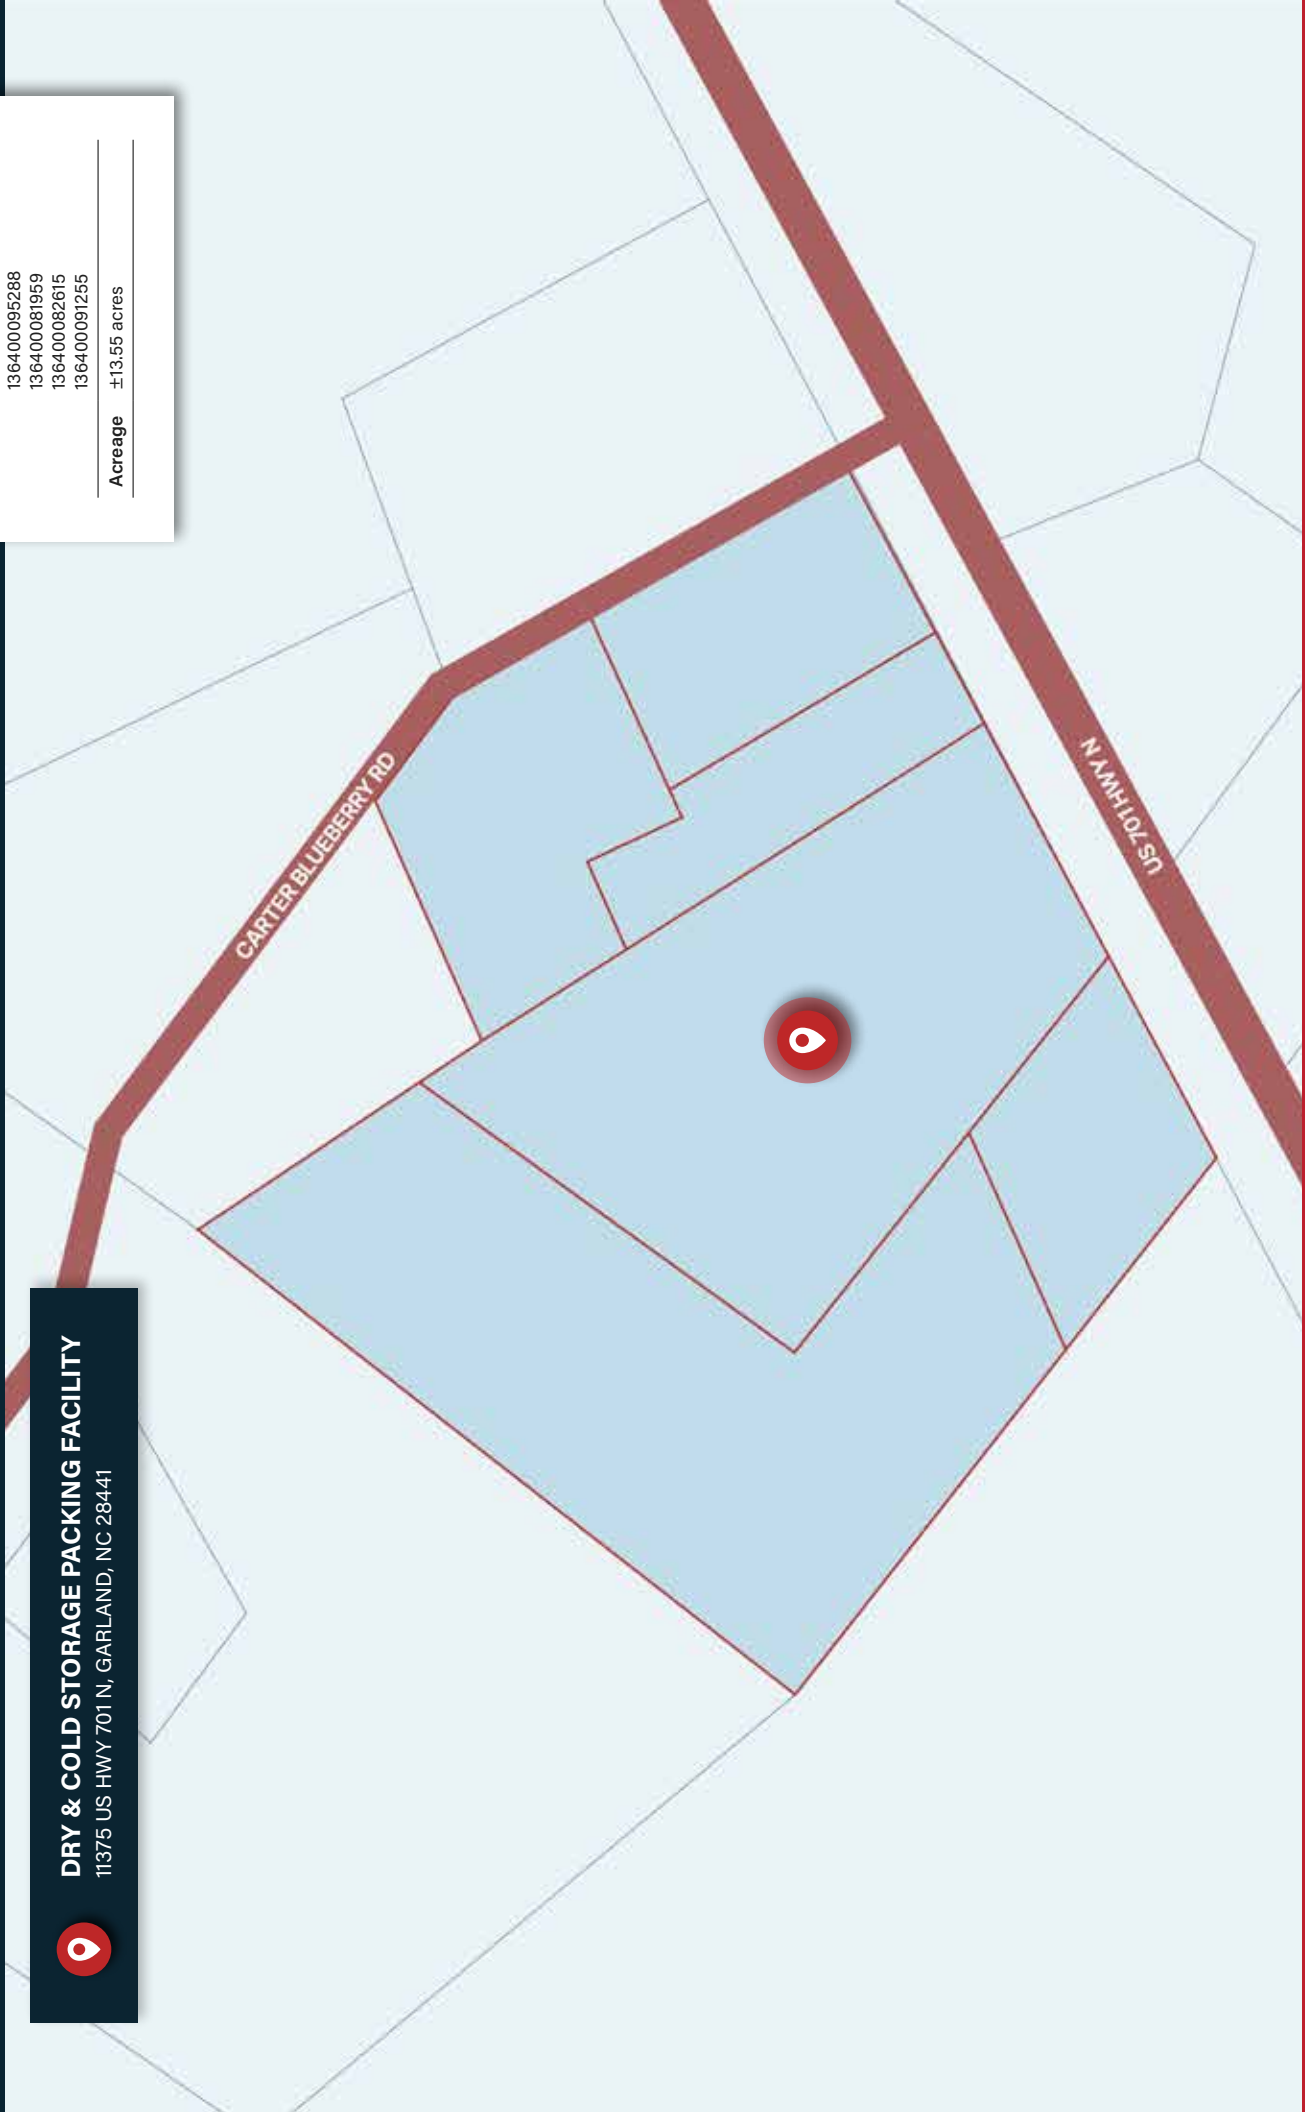 136400095288
136400081959
136400082615
136400091255
Acreage ±13.55 acres
CARTER BLUEBERRY RD
US 701 HWY N
DRY & COLD STORAGE PACKING FACILITY
11375 US HWY 701 N, GARLAND, NC 28441